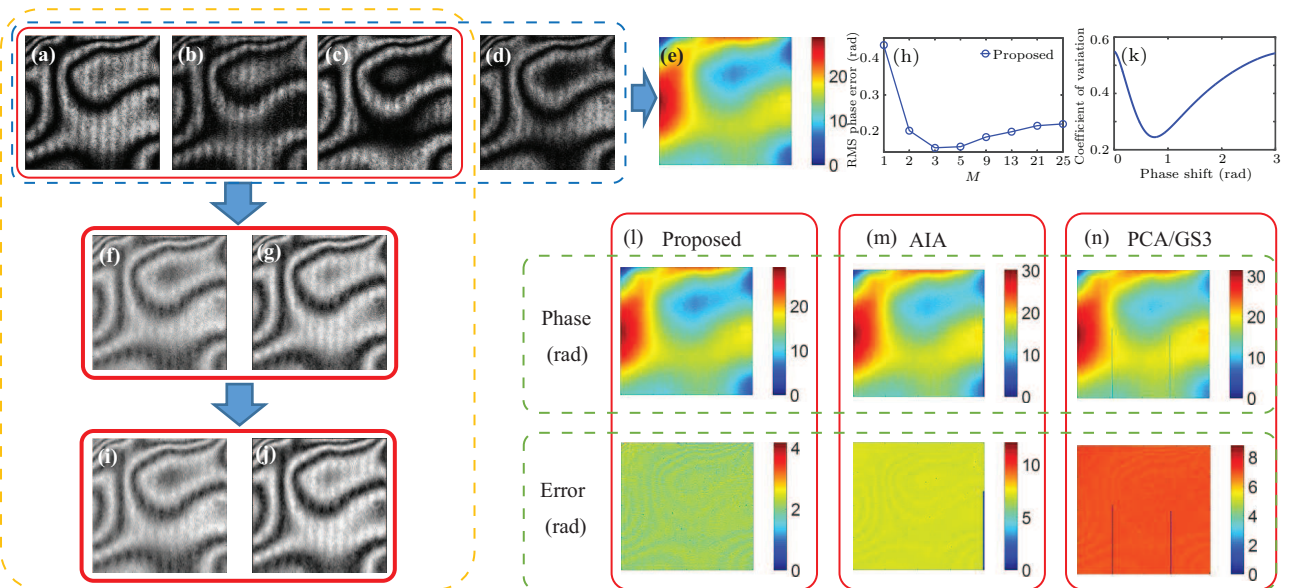 (a)
(b)
(c)
(d)
(e)
20
10
0
(h)
Proposed
RMS phase error (rad)
0.4
0.3
0.2
1
2
3
5
9
13
21
25
M
(k)
Coefficient of variation
0.6
0.4
0.2
0
1
2
3
Phase shift (rad)
(f)
(g)
(i)
(j)
(l) Proposed
(m) AIA
(n) PCA/GS3
Phase
(rad)
20
10
0
30
20
10
0
30
20
10
0
Error
(rad)
4
2
0
10
5
0
8
6
4
2
0